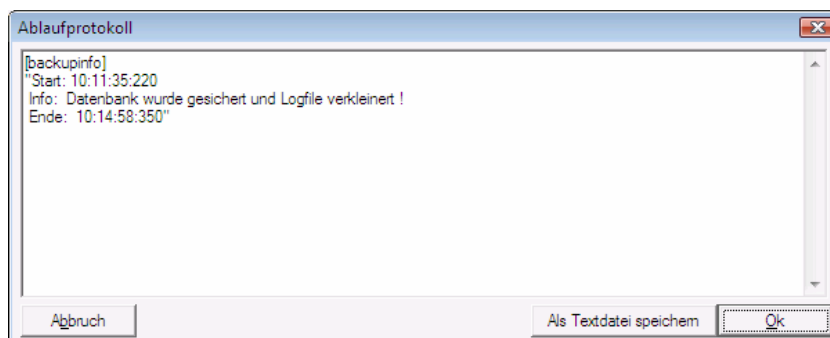 Ablaufprotokoll
[backupinfo]
"Start: 10:11:35:220
Info: Datenbank wurde gesichert und Logfile verkleinert !
Ende: 10:14:58:350"
Abbruch
Als Textdatei speichern
Ok